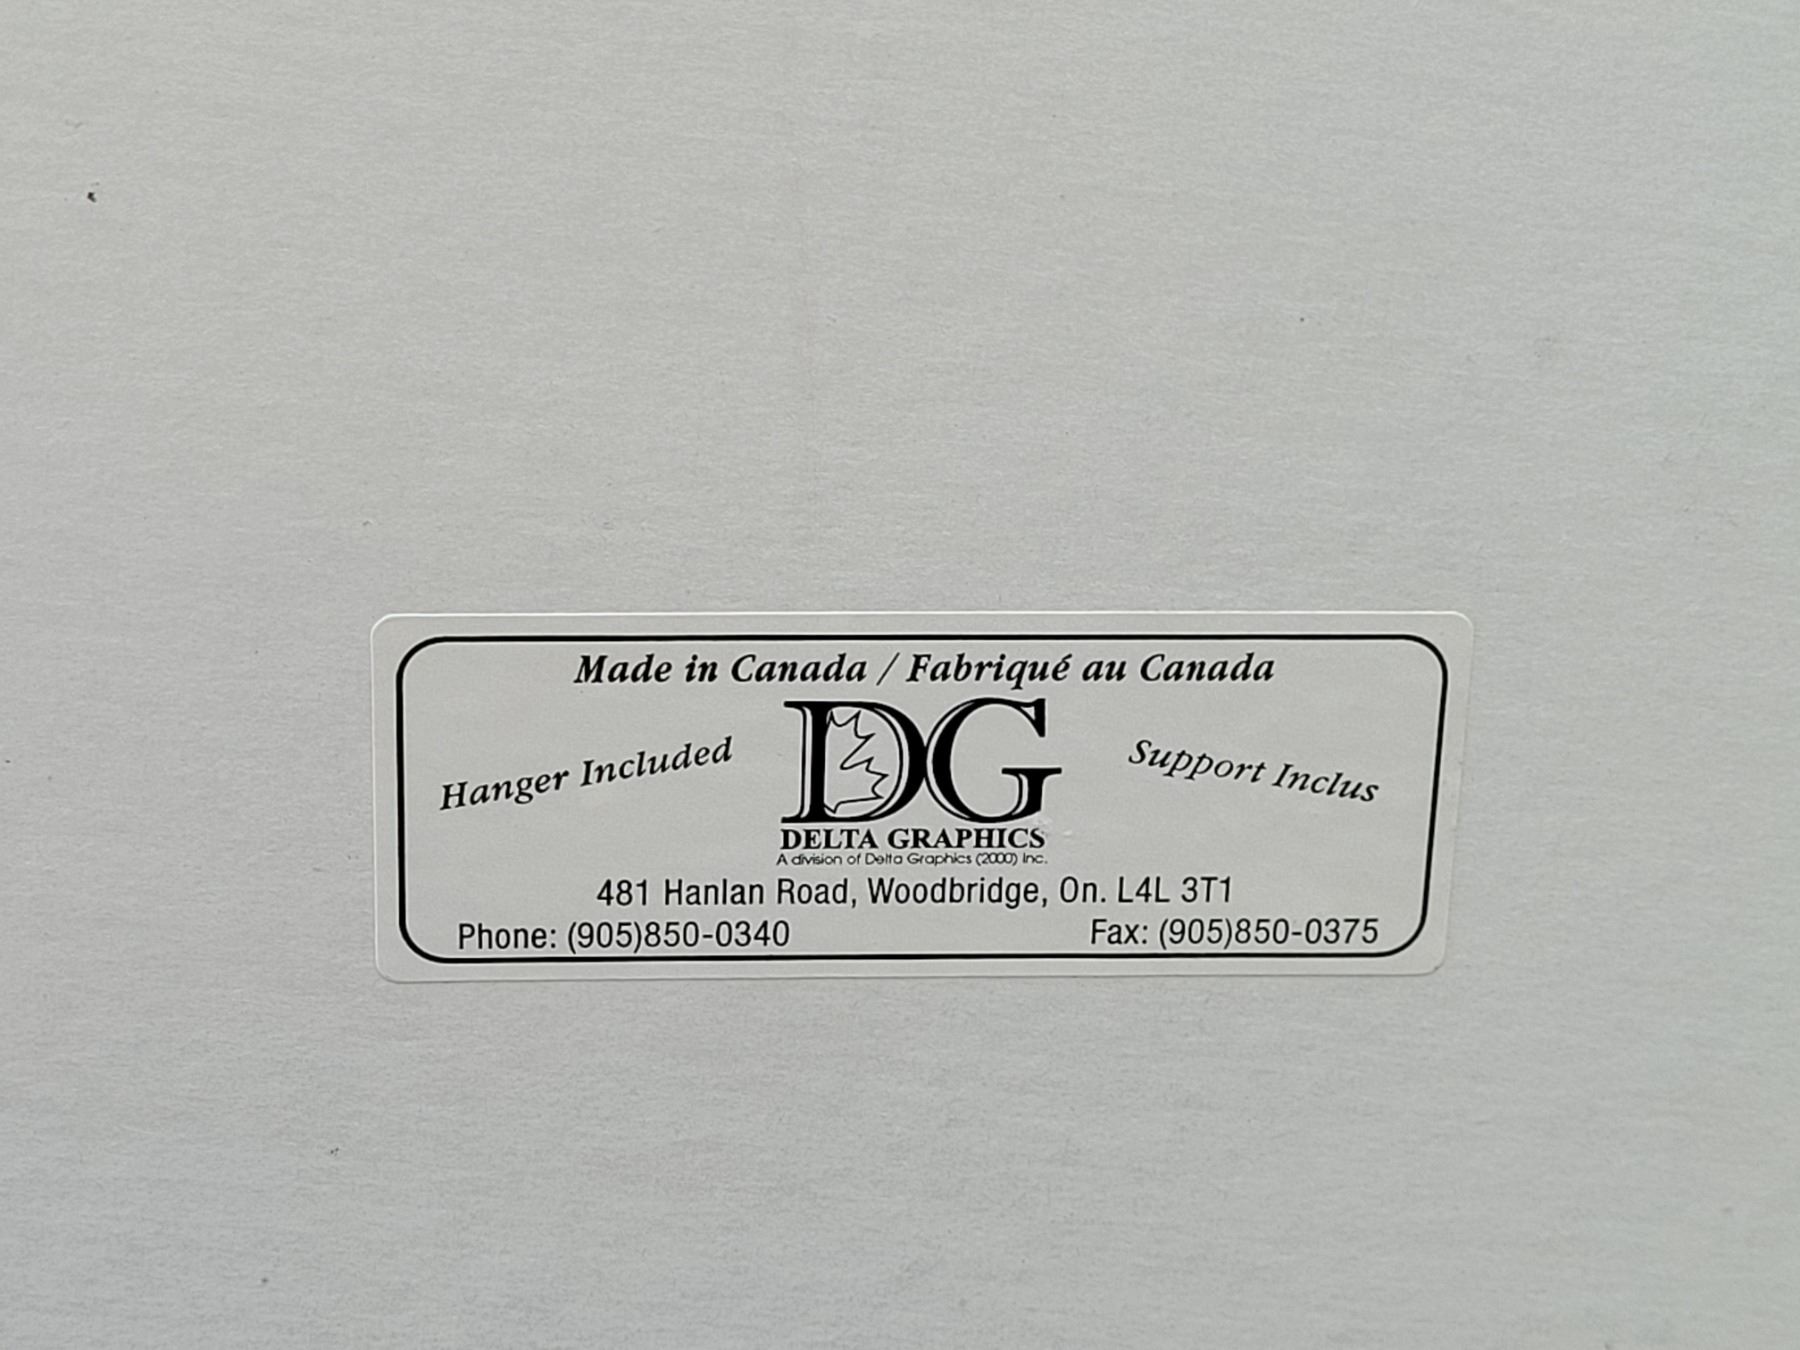 Made in Canada / Fabriqué au Canada
Hanger Included
DG
Support Inclus
DELTA GRAPHICS
A division of Delta Graphics (2000) Inc.
481 Hanlan Road, Woodbridge, On. L4L 3T1
Phone: (905)850-0340
Fax: (905)850-0375